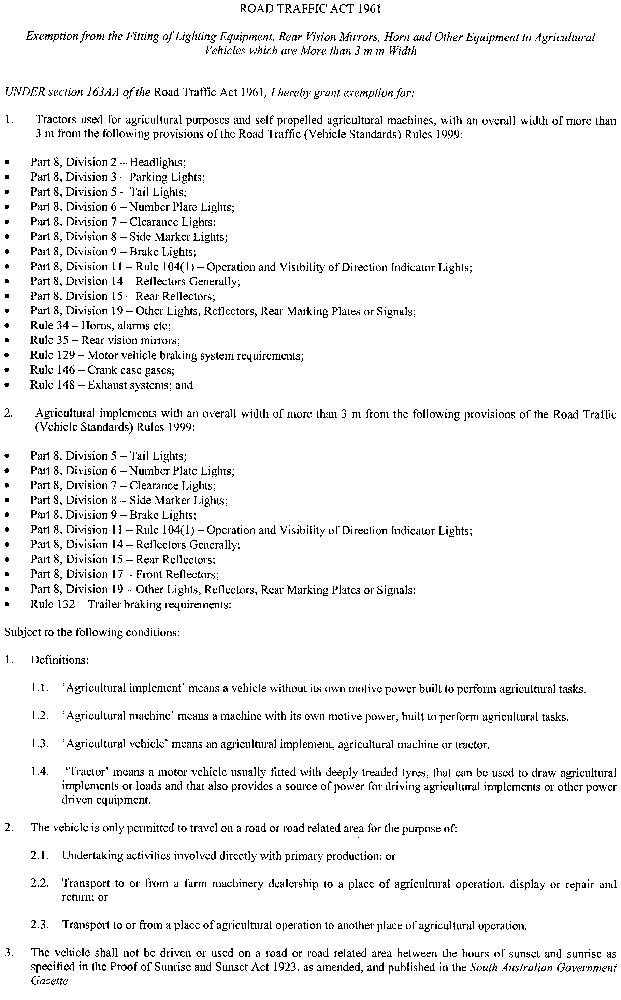 ROAD TRAFFIC ACT 1961
Exemption from the Fitting of Lighting Equipment, Rear Vision Mirrors, Horn and Other Equipment to Agricultural
Vehicles which are More than 3 m in Width
UNDER section 163AA of the Road Traffic Act 1961, I hereby grant exemption for:
1. Tractors used for agricultural purposes and self propelled agricultural machines, with an overall width of more than
3 m from the following provisions of the Road Traffic (Vehicle Standards) Rules 1999:
• Part 8, Division 2 – Headlights;
• Part 8, Division 3 – Parking Lights;
• Part 8, Division 5 – Tail Lights;
• Part 8, Division 6 – Number Plate Lights;
• Part 8, Division 7 – Clearance Lights;
• Part 8, Division 8 – Side Marker Lights;
• Part 8, Division 9 – Brake Lights;
• Part 8, Division 11 – Rule 104(1) – Operation and Visibility of Direction Indicator Lights;
• Part 8, Division 14 – Reflectors Generally;
• Part 8, Division 15 – Rear Reflectors;
• Part 8, Division 19 – Other Lights, Reflectors, Rear Marking Plates or Signals;
• Rule 34 – Horns, alarms etc;
• Rule 35 – Rear vision mirrors;
• Rule 129 – Motor vehicle braking system requirements;
• Rule 146 – Crank case gases;
• Rule 148 – Exhaust systems; and
2. Agricultural implements with an overall width of more than 3 m from the following provisions of the Road Traffic
(Vehicle Standards) Rules 1999:
• Part 8, Division 5 – Tail Lights;
• Part 8, Division 6 – Number Plate Lights;
• Part 8, Division 7 – Clearance Lights;
• Part 8, Division 8 – Side Marker Lights;
• Part 8, Division 9 – Brake Lights;
• Part 8, Division 11 – Rule 104(1) – Operation and Visibility of Direction Indicator Lights;
• Part 8, Division 14 – Reflectors Generally;
• Part 8, Division 15 – Rear Reflectors;
• Part 8, Division 17 – Front Reflectors;
• Part 8, Division 19 – Other Lights, Reflectors, Rear Marking Plates or Signals;
• Rule 132 – Trailer braking requirements:
Subject to the following conditions:
1. Definitions:
1.1. ‘Agricultural implement’ means a vehicle without its own motive power built to perform agricultural tasks.
1.2. ‘Agricultural machine’ means a machine with its own motive power, built to perform agricultural tasks.
1.3. ‘Agricultural vehicle’ means an agricultural implement, agricultural machine or tractor.
1.4. ‘Tractor’ means a motor vehicle usually fitted with deeply treaded tyres, that can be used to draw agricultural
implements or loads and that also provides a source of power for driving agricultural implements or other power
driven equipment.
2. The vehicle is only permitted to travel on a road or road related area for the purpose of:
2.1. Undertaking activities involved directly with primary production; or
2.2. Transport to or from a farm machinery dealership to a place of agricultural operation, display or repair and
return; or
2.3. Transport to or from a place of agricultural operation to another place of agricultural operation.
3. The vehicle shall not be driven or used on a road or road related area between the hours of sunset and sunrise as
specified in the Proof of Sunrise and Sunset Act 1923, as amended, and published in the South Australian Government
Gazette